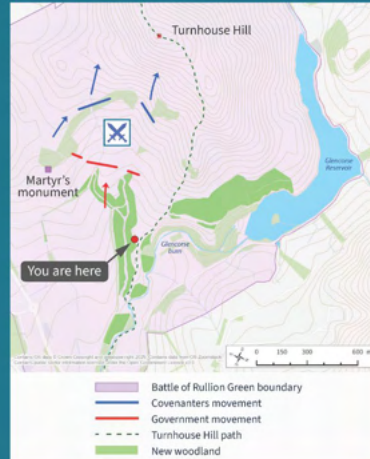 Turnhouse Hill
Glencorse
Reservoir
Martyr's
monument
Glencorse
Burn
You are here
0 150 300 600 m
Battle of Rullion Green boundary
Covenanters movement
Government movement
Turnhouse Hill path
New woodland